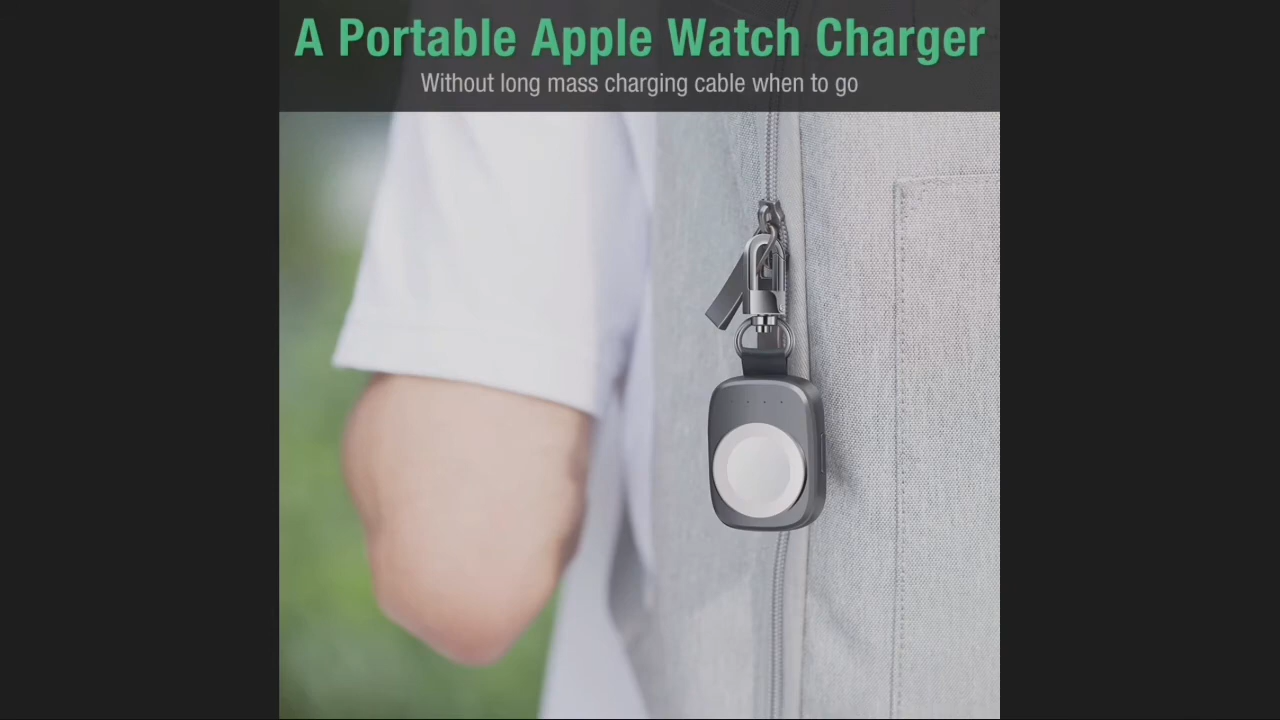 A Portable Apple Watch Charger
Without long mass charging cable when to go